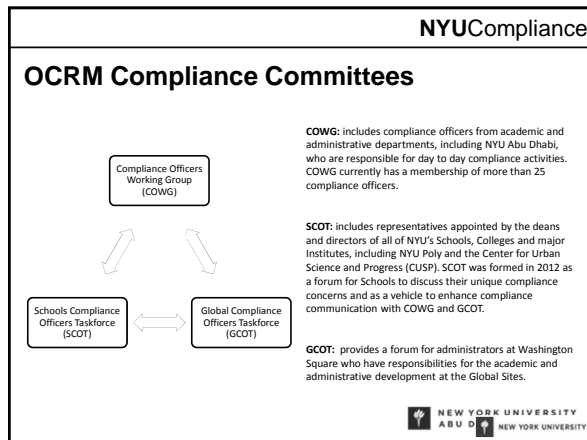 NYUCompliance
OCRM Compliance Committees
Compliance Officers
Working Group
(COWG)
Schools Compliance
Officers Taskforce
(SCOT)
Global Compliance
Officers Taskforce
(GCOT)
COWG: includes compliance officers from academic and
administrative departments, including NYU Abu Dhabi,
who are responsible for day to day compliance activities.
COWG currently has a membership of more than 25
compliance officers.
SCOT: includes representatives appointed by the deans
and directors of all of NYU's Schools, Colleges and major
Institutes, including NYU Poly and the Center for Urban
Science and Progress (CUSP). SCOT was formed in 2012 as
a forum for Schools to discuss their unique compliance
concerns and as a vehicle to enhance compliance
communication with COWG and GCOT.
GCOT: provides a forum for administrators at Washington
Square who have responsibilities for the academic and
administrative development at the Global Sites.
NEW YORK UNIVERSITY
ABU D
NEW YORK UNIVERSITY